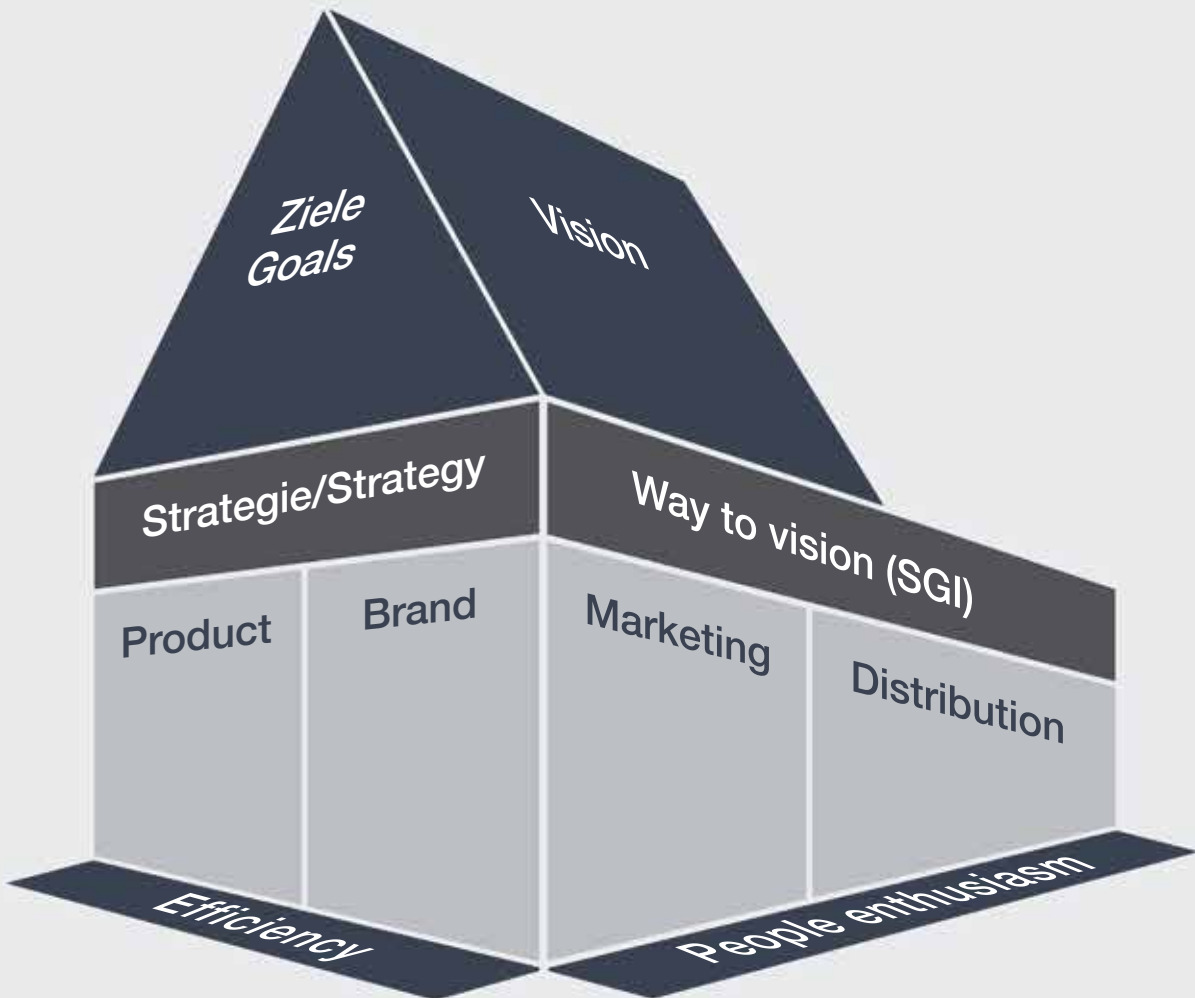 Ziele
Goals
Vision
Strategie/Strategy
Way to vision (SGI)
Product
Brand
Marketing
Distribution
Efficiency
People enthusiasm